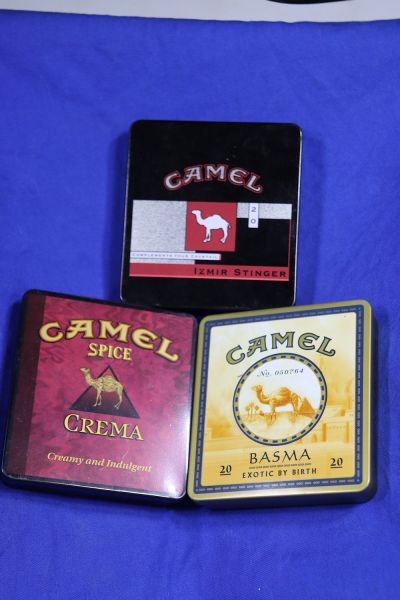 CAMEL
20
COMPLEMENTS YOUR COCKTAIL
IZMIR STINGER
CAMEL
SPICE
CREMA
Creamy and Indulgent
CAMEL
No. 050764
BASMA
20 20
EXOTIC BY BIRTH